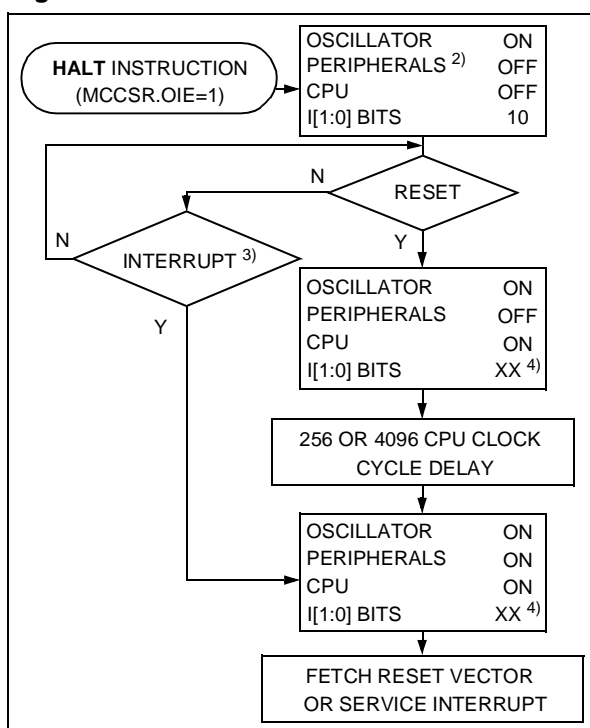 HALT INSTRUCTION
(MCCSR.OIE=1)
OSCILLATOR ON
PERIPHERALS 2) OFF
CPU OFF
I[1:0] BITS 10
N
RESET
N
INTERRUPT 3)
Y
Y
OSCILLATOR ON
PERIPHERALS OFF
CPU ON
I[1:0] BITS XX 4)
256 OR 4096 CPU CLOCK
CYCLE DELAY
OSCILLATOR ON
PERIPHERALS ON
CPU ON
I[1:0] BITS XX 4)
FETCH RESET VECTOR
OR SERVICE INTERRUPT